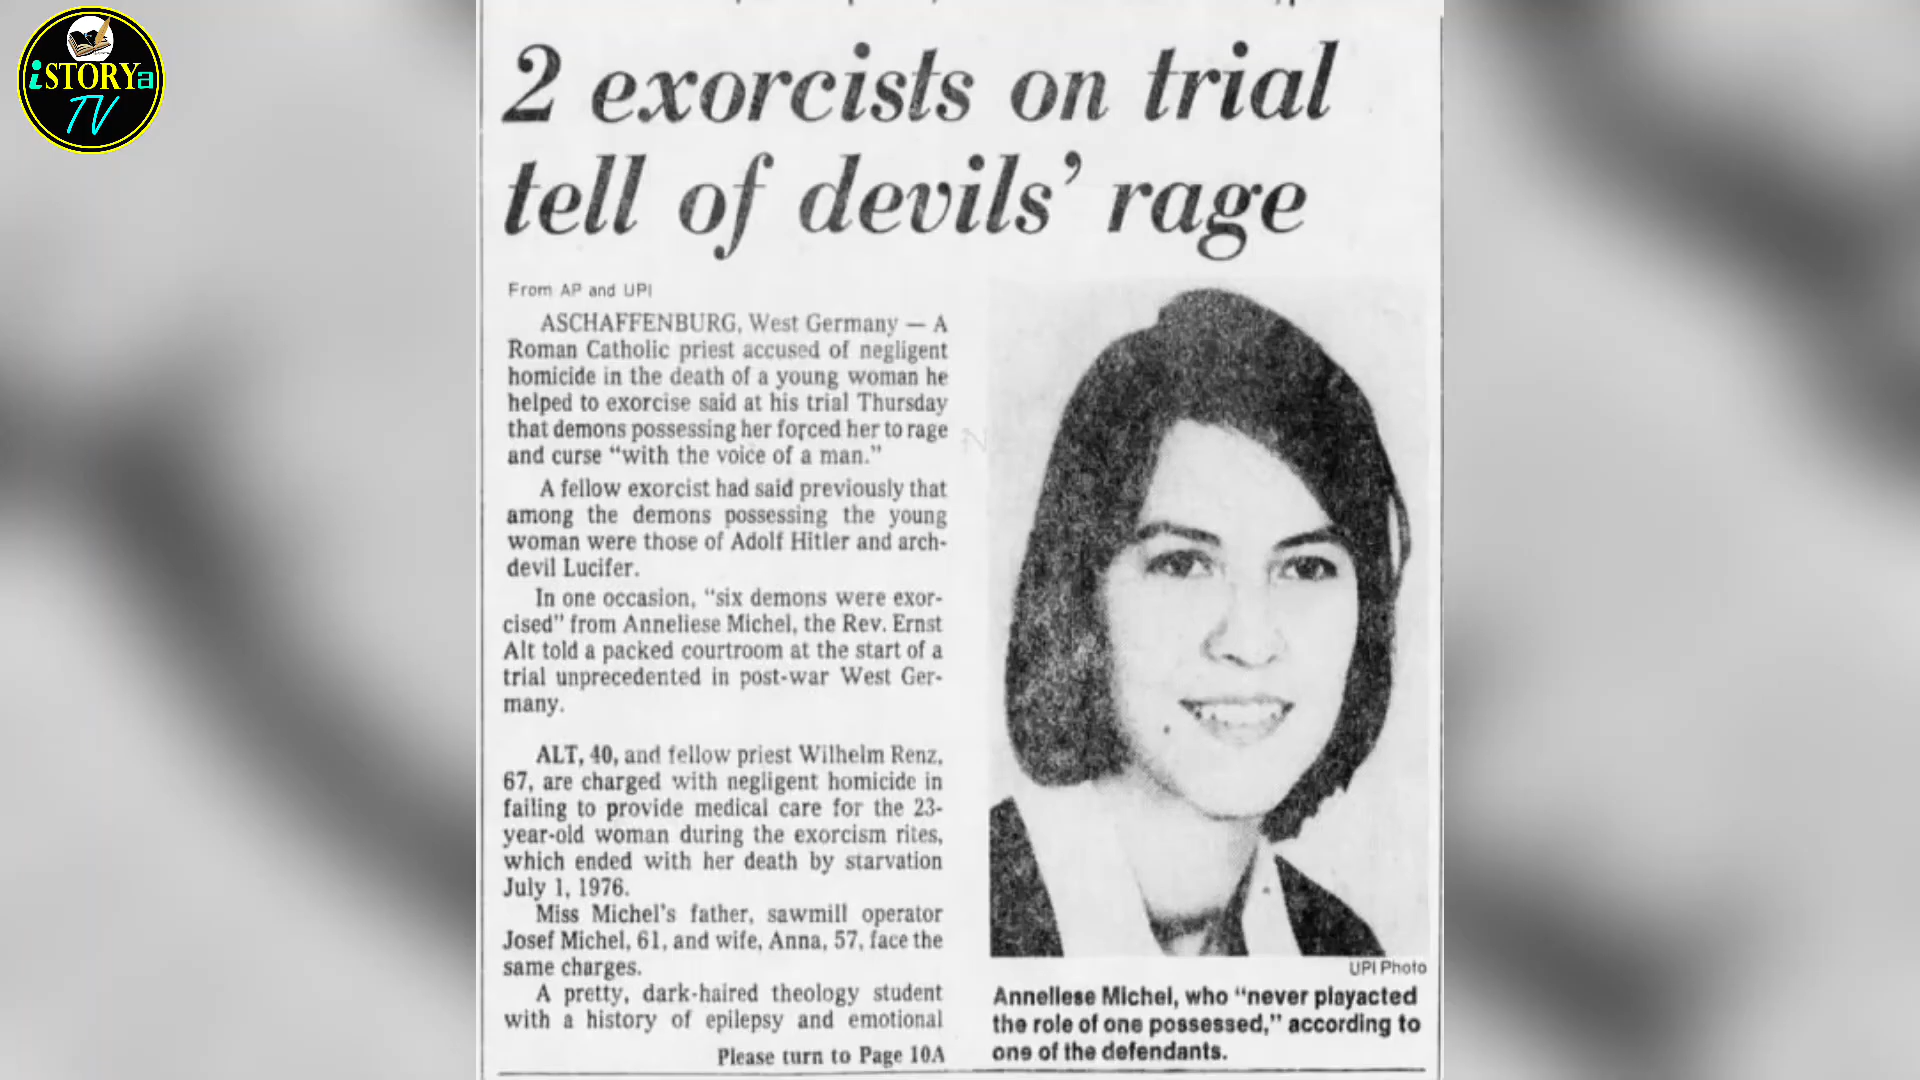 iSTORYa
TV
2 exorcists on trial
tell of devils’ rage
From AP and UPI
ASCHAFFENBURG, West Germany — A
Roman Catholic priest accused of negligent
homicide in the death of a young woman he
helped to exorcise said at his trial Thursday
that demons possessing her forced her to rage
and curse “with the voice of a man.”
A fellow exorcist had said previously that
among the demons possessing the young
woman were those of Adolf Hitler and arch-
devil Lucifer.
In one occasion, “six demons were exor-
cised” from Anneliese Michel, the Rev. Ernst
Alt told a packed courtroom at the start of a
trial unprecedented in post-war West Ger-
many.
ALT, 40, and fellow priest Wilhelm Renz,
67, are charged with negligent homicide in
failing to provide medical care for the 23-
year-old woman during the exorcism rites,
which ended with her death by starvation
July 1, 1976.
Miss Michel’s father, sawmill operator
Josef Michel, 61, and wife, Anna, 57, face the
same charges.
A pretty, dark-haired theology student
with a history of epilepsy and emotional
Please turn to Page 10A
UPI Photo
Anneliese Michel, who “never playacted
the role of one possessed,” according to
one of the defendants.